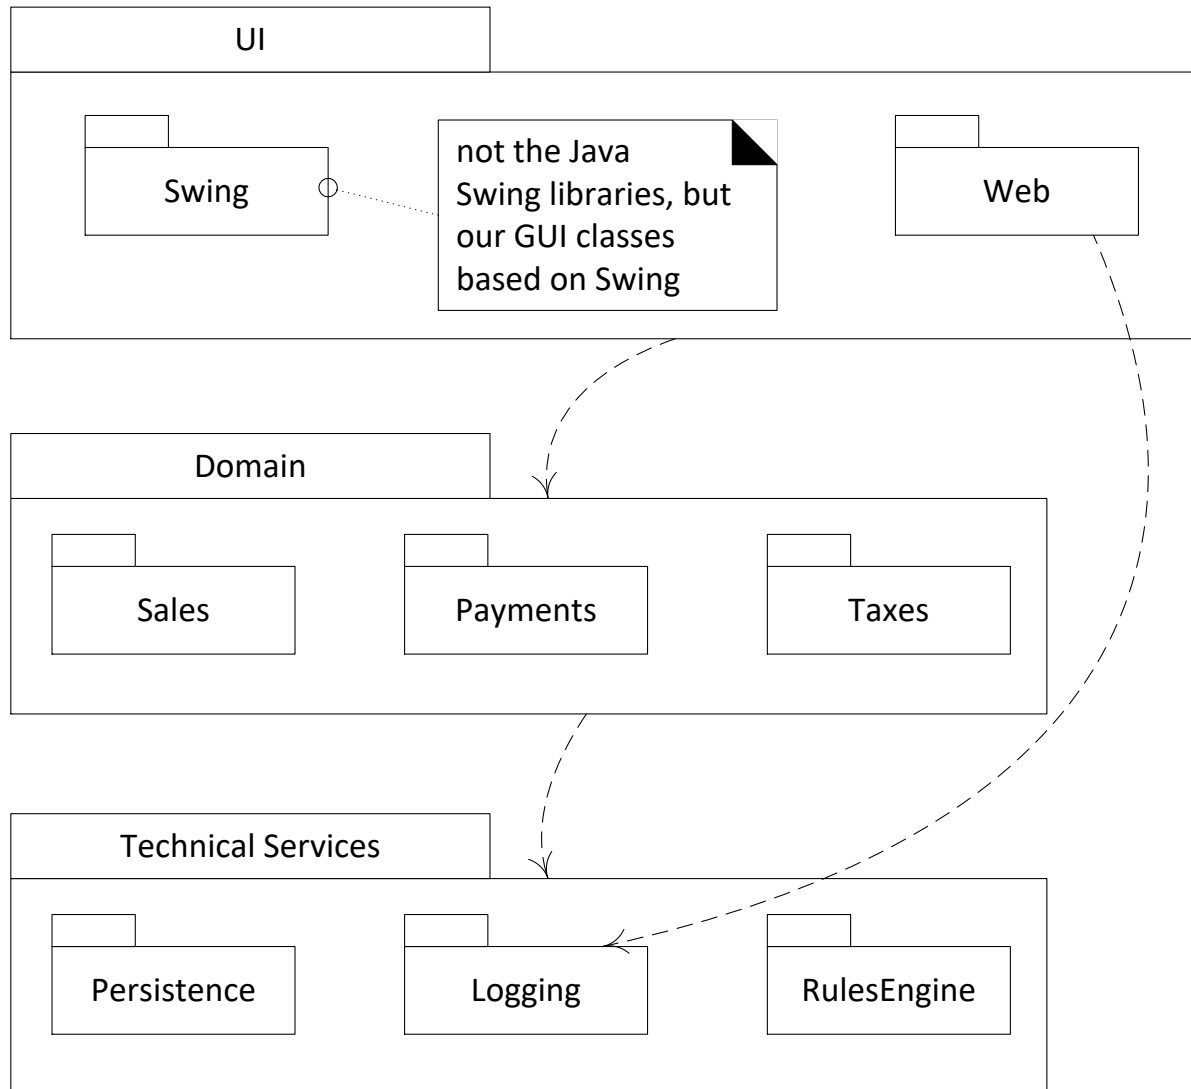 UI
Swing
not the Java
Swing libraries, but
our GUI classes
based on Swing
Web
Domain
Sales
Payments
Taxes
Technical Services
Persistence
Logging
RulesEngine